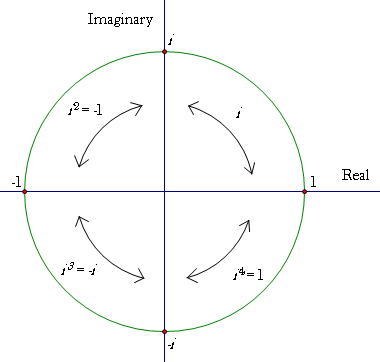 Imaginary
i
i² = -1
i
-1
1
Real
i³ = -i
i⁴ = 1
-i